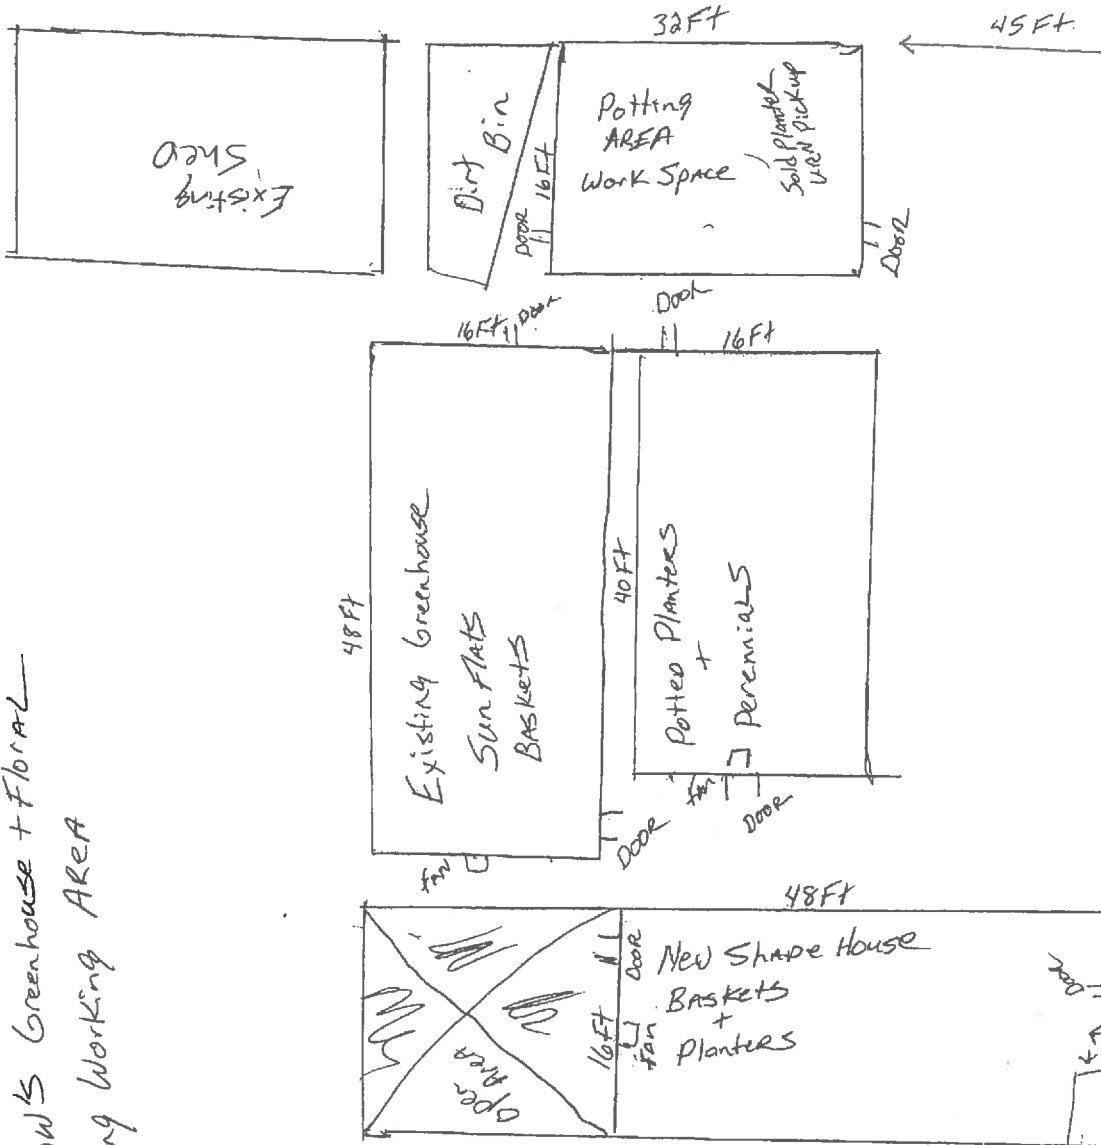 32Ft
45Ft.
Existing
Shed
Dirt Bin
16Ft
DOOR
Potting
AREA
Work Space
Sold Planter
Pickup
DOOR
16Ft
DOOR
DOOR
16Ft
48Ft
Existing Greenhouse
Sun Flats
Baskets
40Ft
Potted Planters
+
Perennials
fan
DOOR
fan
DOOR
48Ft
Open
Area
16Ft
DOOR
fan
New Shade House
Baskets
+
Planters
Door
Greenhouse + Floral
Working Area